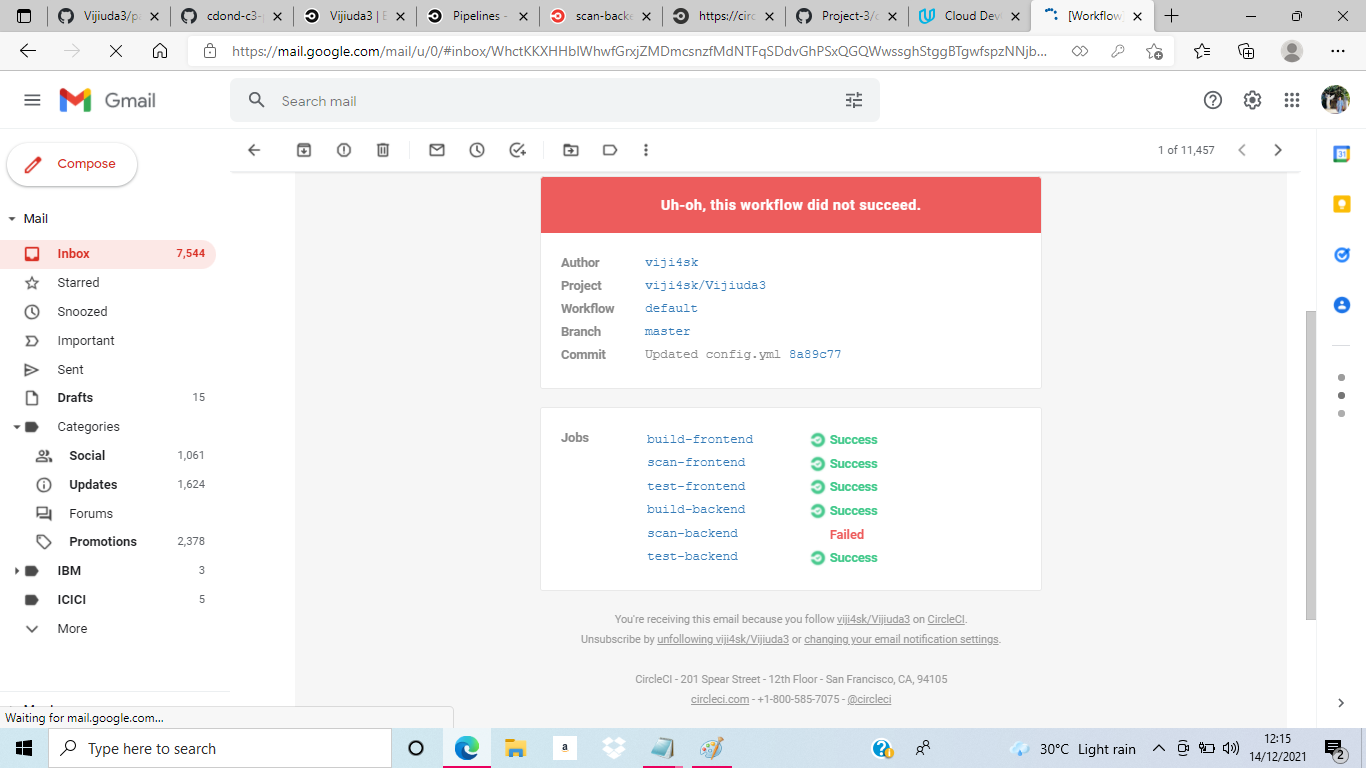 Vijiuda3/pa
cdond-c3-
Vijiuda3 | B
Pipelines -
scan-backe
https://circ
Project-3/c
Cloud Dev
[Workflow]
https://mail.google.com/mail/u/0/#inbox/
Gmail
Search mail
Compose
1 of 11,457
Mail
Inbox 7,544
Starred
Snoozed
Important
Sent
Drafts 15
Categories
Social 1,061
Updates 1,624
Forums
Promotions 2,378
IBM 3
ICICI 5
More
Uh-oh, this workflow did not succeed.
Author viji4sk
Project viji4sk/Vijiuda3
Workflow default
Branch master
Commit Updated config.yml 8a89c77
Jobs build-frontend Success
scan-frontend Success
test-frontend Success
build-backend Success
scan-backend Failed
test-backend Success
You're receiving this email because you follow viji4sk/Vijiuda3 on CircleCI.
Unsubscribe by unfollowing viji4sk/Vijiuda3 or changing your email notification settings.
CircleCI - 201 Spear Street - 12th Floor - San Francisco, CA, 94105
circleci.com - +1-800-585-7075 - @circleci
31
Waiting for mail.google.com...
Type here to search
a
30°C Light rain
12:15
14/12/2021
2